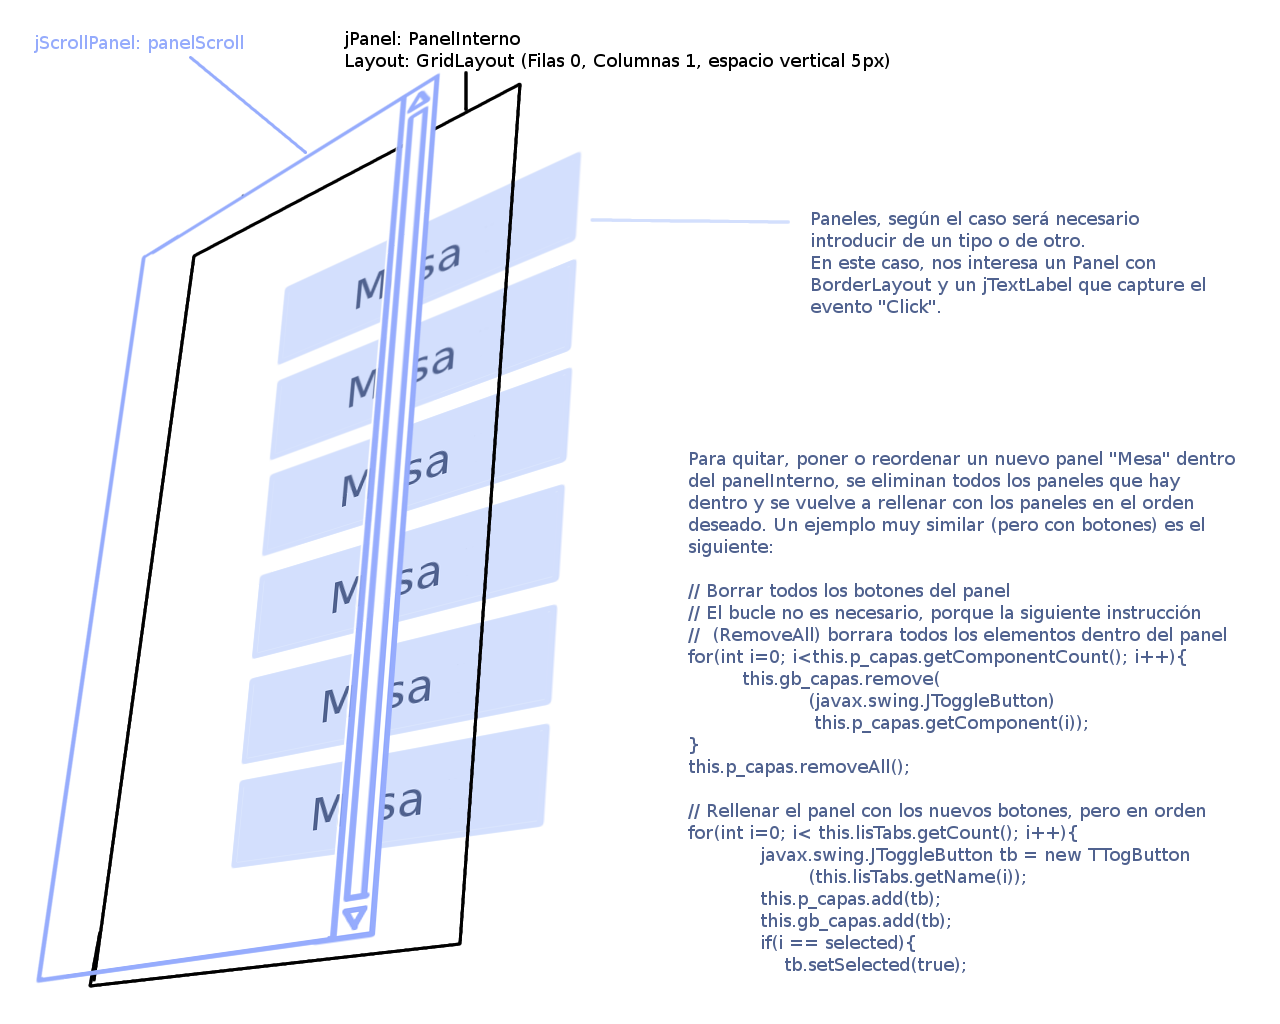 jScrollPanel: panelScroll
jPanel: PanelInterno
Layout: GridLayout (Filas 0, Columnas 1, espacio vertical 5px)
Mesa
Mesa
Mesa
Mesa
Mesa
Mesa
Paneles, según el caso será necesario
introducir de un tipo o de otro.
En este caso, nos interesa un Panel con
BorderLayout y un jTextLabel que capture el
evento "Click".
Para quitar, poner o reordenar un nuevo panel "Mesa" dentro
del panelInterno, se eliminan todos los paneles que hay
dentro y se vuelve a rellenar con los paneles en el orden
deseado. Un ejemplo muy similar (pero con botones) es el
siguiente:
// Borrar todos los botones del panel
// El bucle no es necesario, porque la siguiente instrucción
//  (RemoveAll) borrara todos los elementos dentro del panel
for(int i=0; i<this.p_capas.getComponentCount(); i++){
this.gb_capas.remove(
(javax.swing.JToggleButton)
this.p_capas.getComponent(i));
}
this.p_capas.removeAll();
// Rellenar el panel con los nuevos botones, pero en orden
for(int i=0; i< this.lisTabs.getCount(); i++){
javax.swing.JToggleButton tb = new TTogButton
(this.lisTabs.getName(i));
this.p_capas.add(tb);
this.gb_capas.add(tb);
if(i == selected){
tb.setSelected(true);